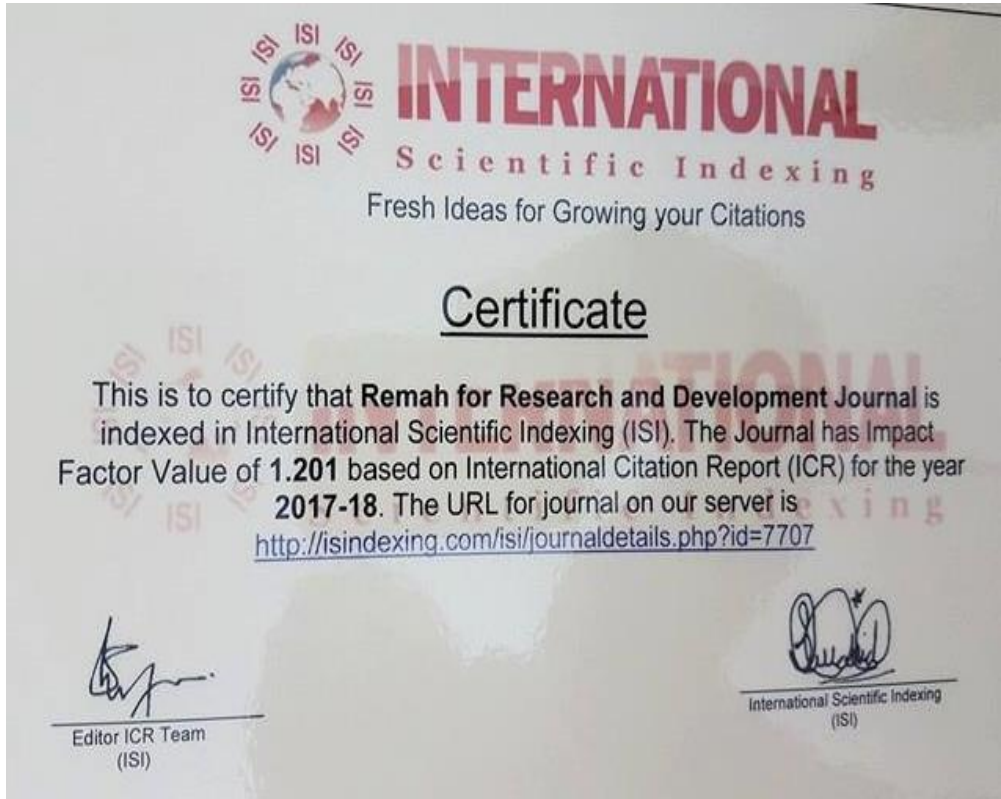 ISI ISI ISI ISI ISI ISI ISI ISI
INTERNATIONAL
Scientific Indexing
Fresh Ideas for Growing your Citations
Certificate
This is to certify that Remah for Research and Development Journal is
indexed in International Scientific Indexing (ISI). The Journal has Impact
Factor Value of 1.201 based on International Citation Report (ICR) for the year
2017-18. The URL for journal on our server is
http://isindexing.com/isi/journaldetails.php?id=7707
Editor ICR Team
(ISI)
International Scientific Indexing
(ISI)